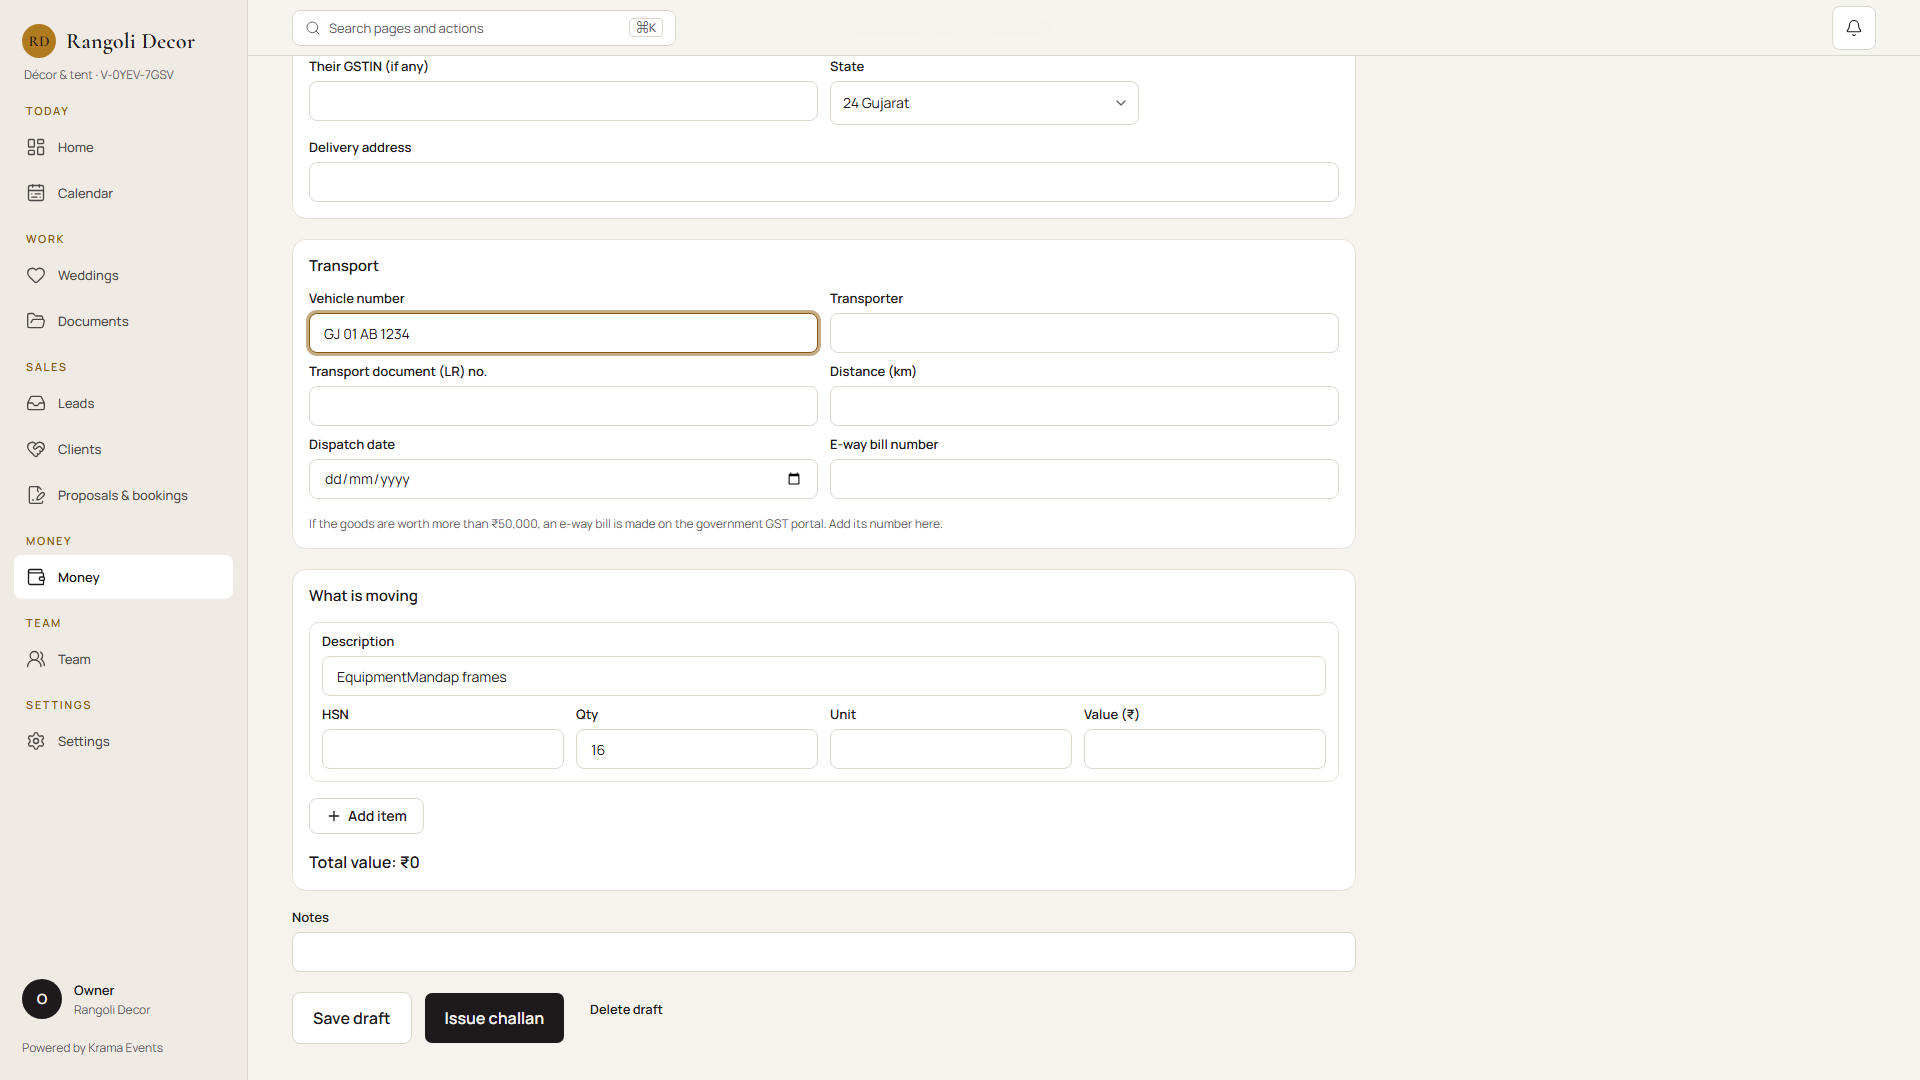 RD
Rangoli Decor
Décor & tent · V-0YEV-7GSV
TODAY
Home
Calendar
WORK
Weddings
Documents
SALES
Leads
Clients
Proposals & bookings
MONEY
Money
TEAM
Team
SETTINGS
Settings
O
Owner
Rangoli Decor
Powered by Krama Events
Search pages and actions ⌘K
Their GSTIN (if any) State
24 Gujarat
Delivery address
Transport
Vehicle number Transporter
GJ 01 AB 1234
Transport document (LR) no. Distance (km)
Dispatch date E-way bill number
dd/mm/yyyy
If the goods are worth more than ₹50,000, an e-way bill is made on the government GST portal. Add its number here.
What is moving
Description
EquipmentMandap frames
HSN Qty Unit Value (₹)
16
+ Add item
Total value: ₹0
Notes
Save draft Issue challan Delete draft